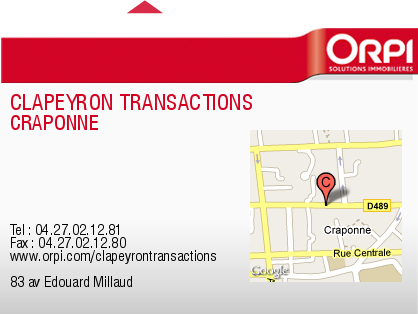 ORPI
SOLUTIONS IMMOBILIÈRES
CLAPEYRON TRANSACTIONS
CRAPONNE
C
D489
Craponne
Rue Centrale
Google
Tel : 04.27.02.12.81
Fax : 04.27.02.12.80
www.orpi.com/clapeyrontransactions
83 av Edouard Millaud